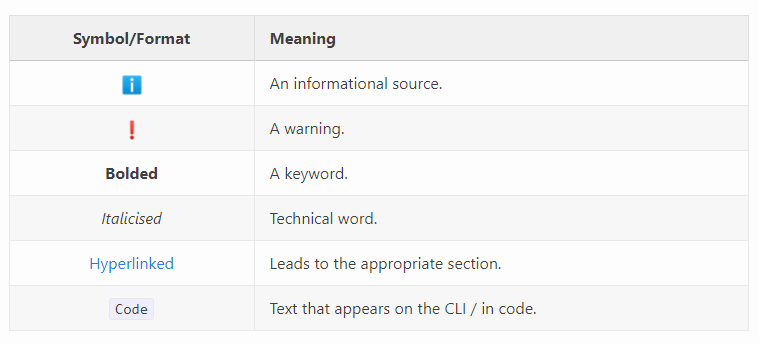 Symbol/Format Meaning
ℹ️ An informational source.
❗ A warning.
Bolded A keyword.
Italicised Technical word.
Hyperlinked Leads to the appropriate section.
Code Text that appears on the CLI / in code.